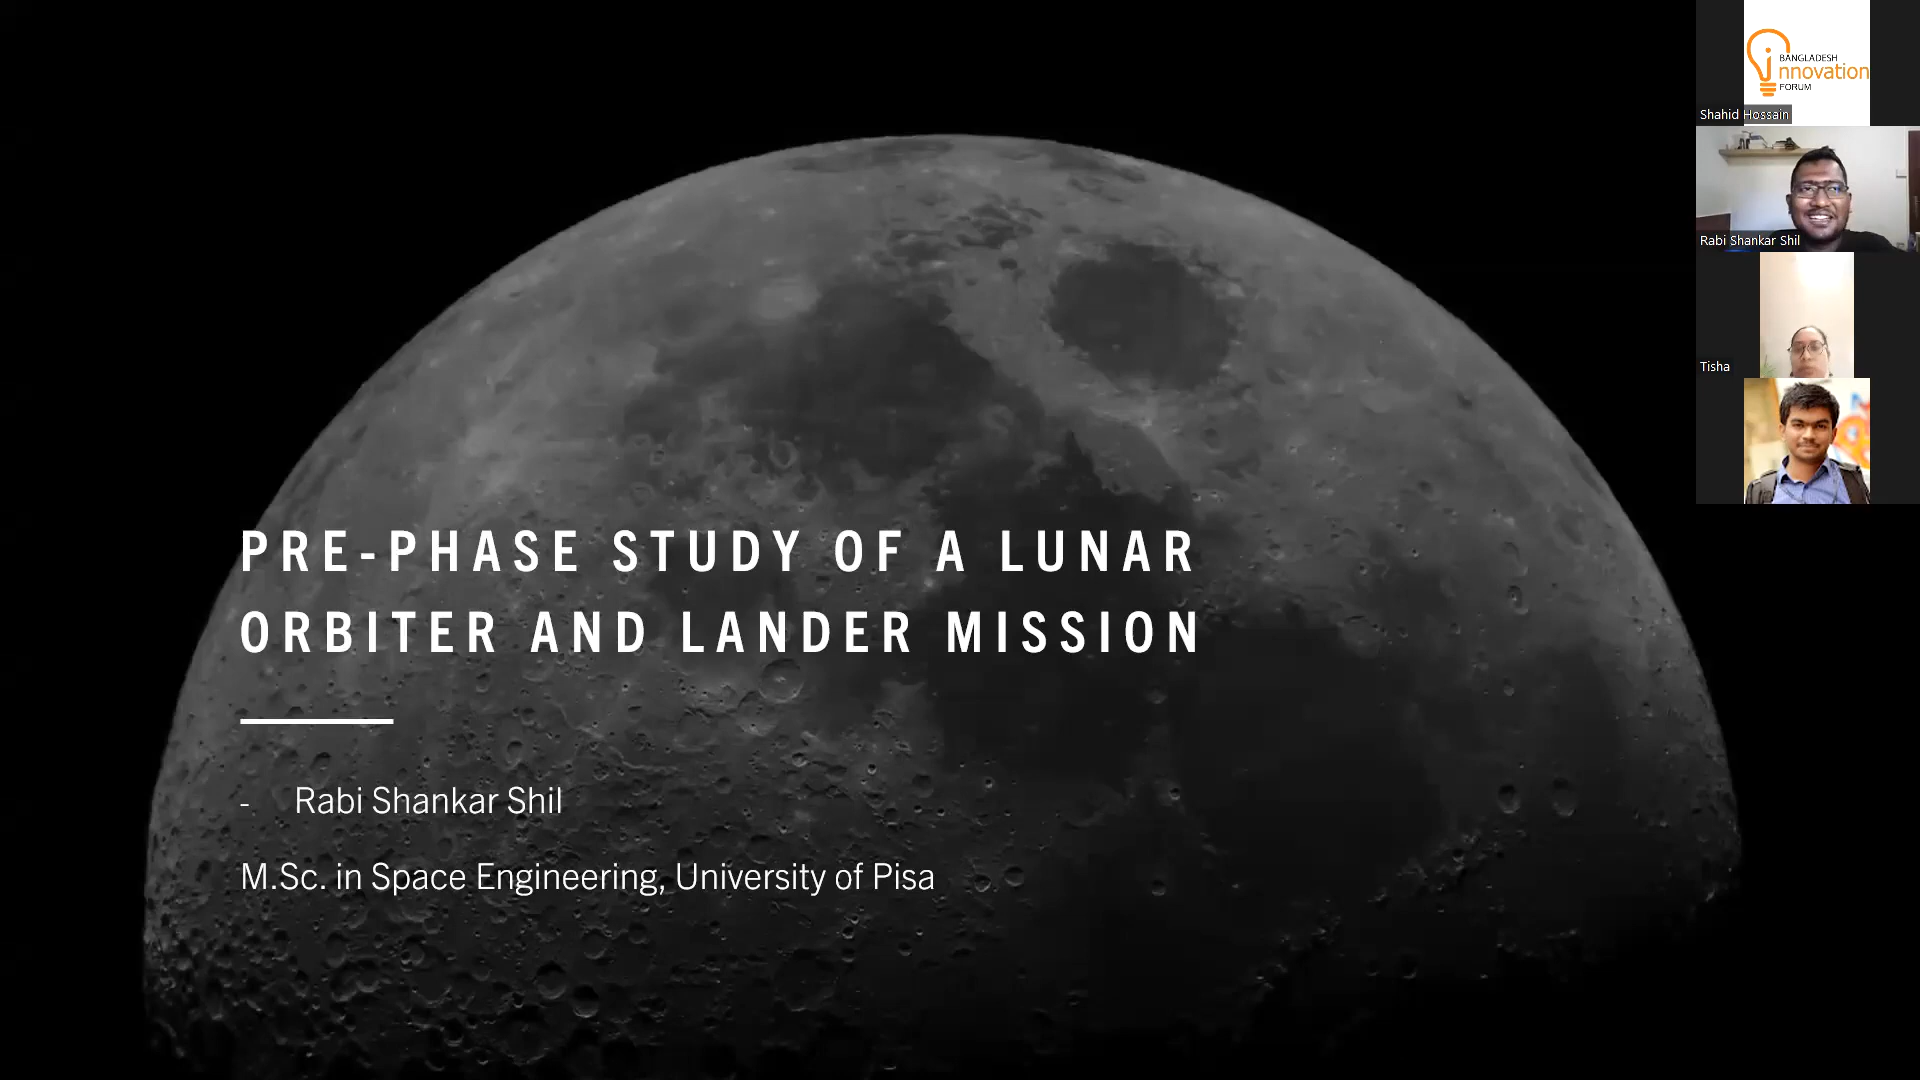 PRE-PHASE STUDY OF A LUNAR
ORBITER AND LANDER MISSION
- Rabi Shankar Shil
M.Sc. in Space Engineering, University of Pisa
BANGLADESH
innovation
FORUM
Shahid Hossain
Rabi Shankar Shil
Tisha